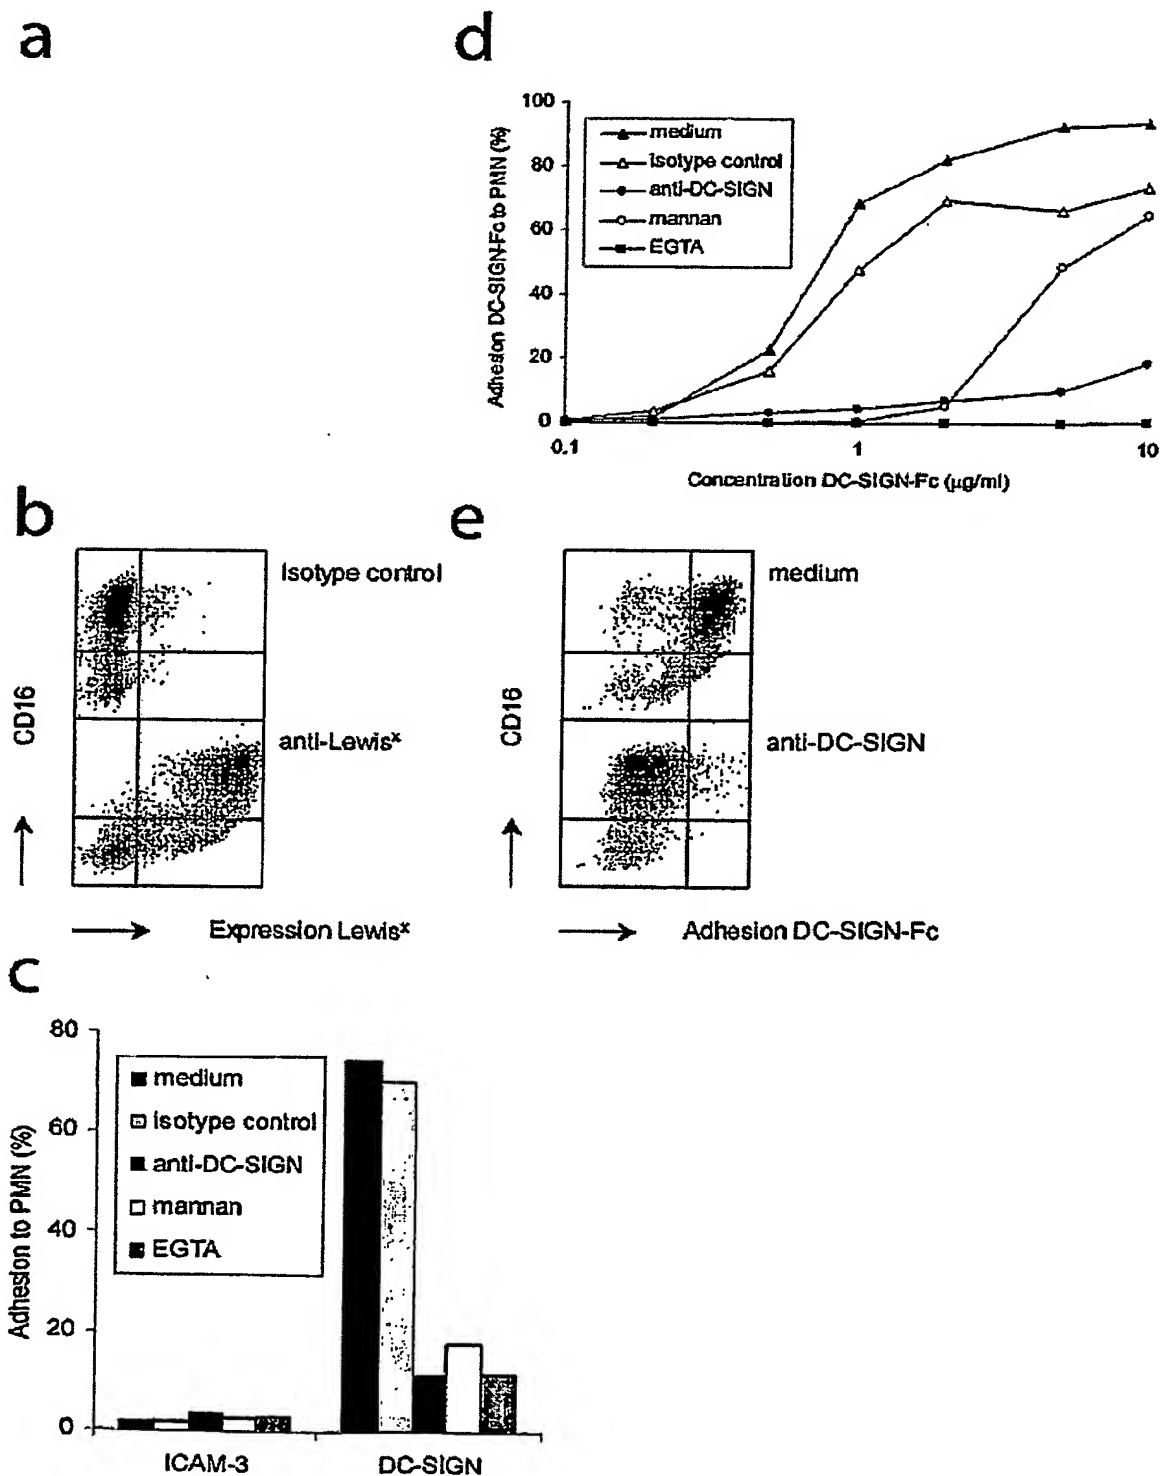 a
d
Adhesion DC-SIGN-Fc to PMN (%)
100
80
60
40
20
0
medium
isotype control
anti-DC-SIGN
mannan
EGTA
0.1
1
10
Concentration DC-SIGN-Fc (µg/ml)
b
CD16
Isotype control
anti-Lewisˣ
Expression Lewisˣ
e
CD16
medium
anti-DC-SIGN
Adhesion DC-SIGN-Fc
c
Adhesion to PMN (%)
80
60
40
20
0
medium
isotype control
anti-DC-SIGN
mannan
EGTA
ICAM-3
DC-SIGN